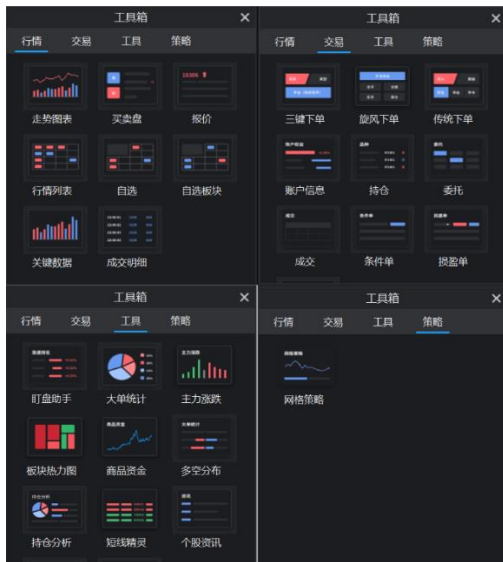 工具箱
行情 交易 工具 策略
走势图表 买卖盘 报价
行情列表 自选 自选板块
关键数据 成交明细
工具箱
行情 交易 工具 策略
三键下单 旋风下单 传统下单
账户信息 持仓 委托
成交 条件单 损盈单
工具箱
行情 交易 工具 策略
盯盘助手 大单统计 主力涨跌
板块热力图 商品资金 多空分布
持仓分析 短线精灵 个股资讯
工具箱
行情 交易 工具 策略
网格策略